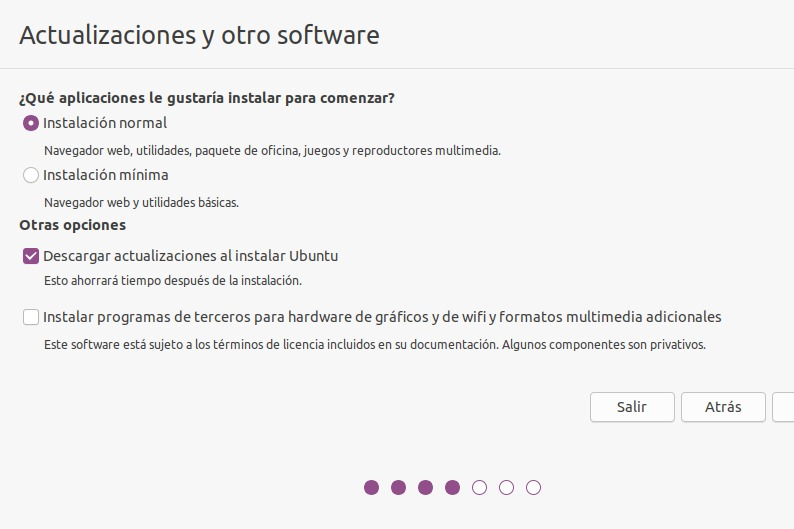 Actualizaciones y otro software
¿Qué aplicaciones le gustaría instalar para comenzar?
Instalación normal
Navegador web, utilidades, paquete de oficina, juegos y reproductores multimedia.
Instalación mínima
Navegador web y utilidades básicas.
Otras opciones
Descargar actualizaciones al instalar Ubuntu
Esto ahorrará tiempo después de la instalación.
Instalar programas de terceros para hardware de gráficos y de wifi y formatos multimedia adicionales
Este software está sujeto a los términos de licencia incluidos en su documentación. Algunos componentes son privativos.
Salir
Atrás